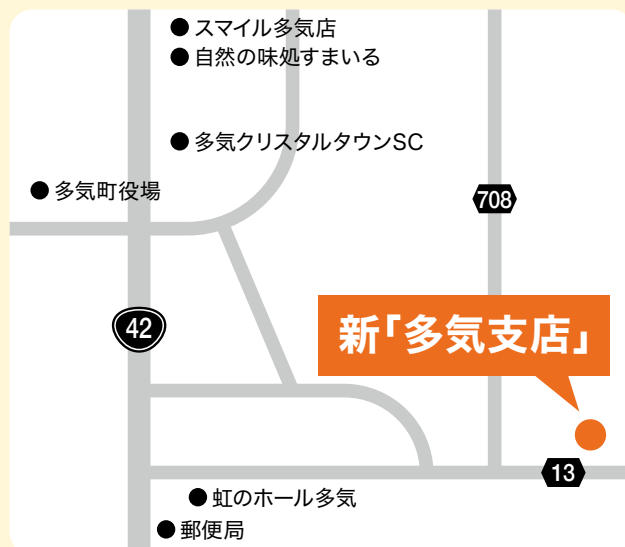 スマイル多気店
自然の味処すまいる
多気クリスタルタウンSC
多気町役場
708
42
新「多気支店」
13
虹のホール多気
郵便局